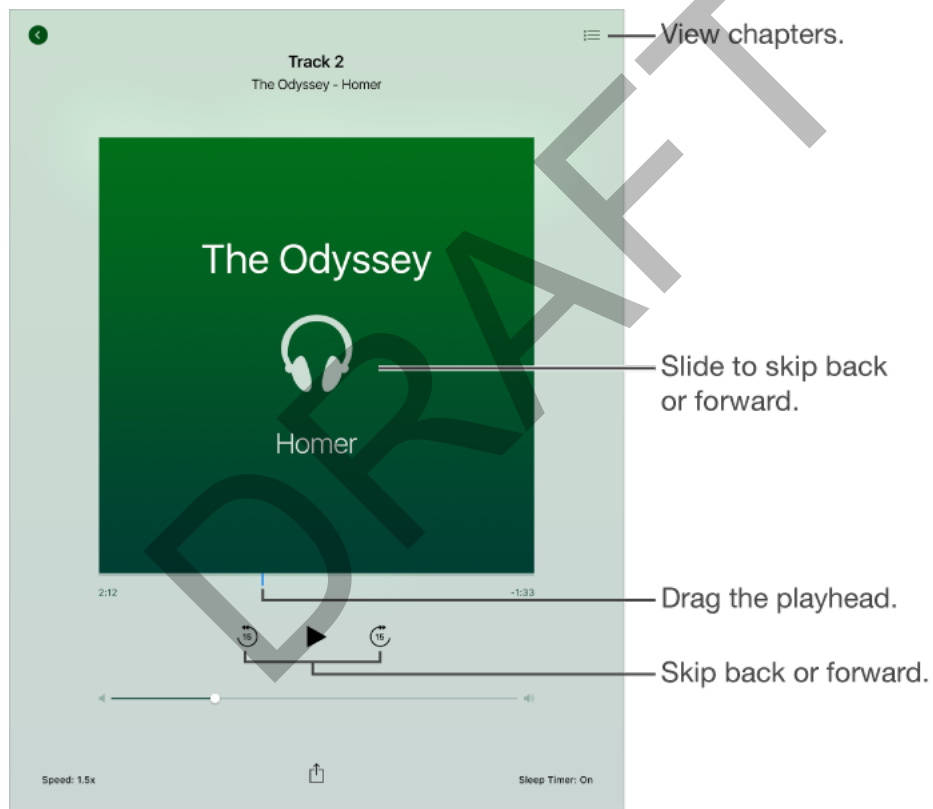 View chapters.
Track 2
The Odyssey - Homer
The Odyssey
Slide to skip back
or forward.
Homer
2:12
-1:33
Drag the playhead.
15
15
Skip back or forward.
Speed: 1.5x
Sleep Timer: On
DRAFT